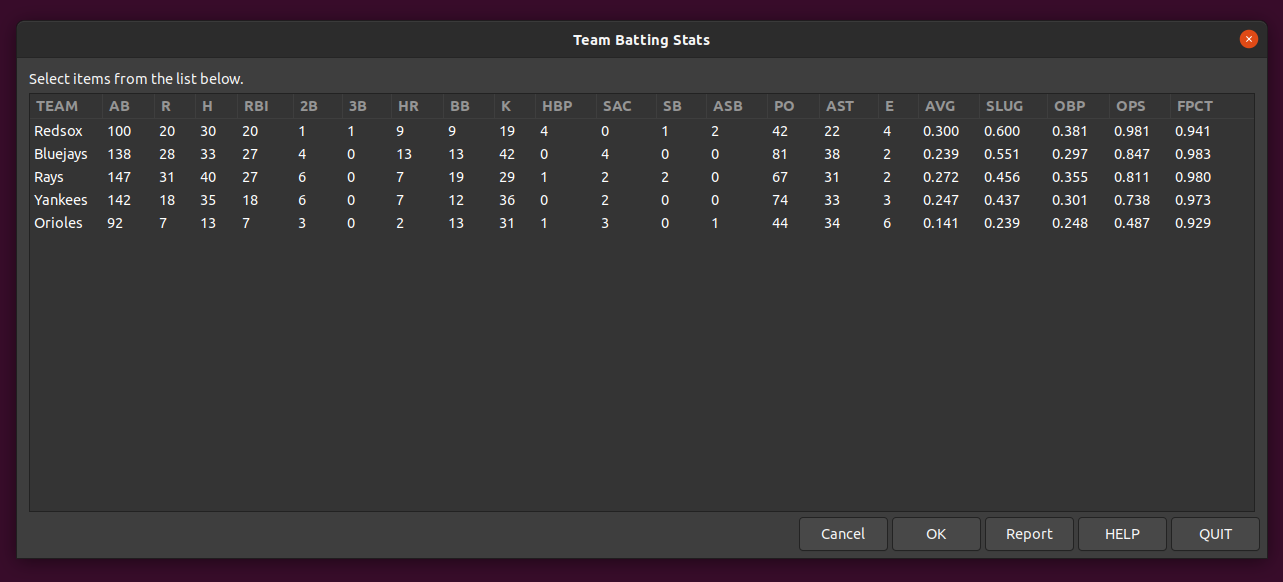 Team Batting Stats
Select items from the list below.
TEAM AB R H RBI 2B 3B HR BB K HBP SAC SB ASB PO AST E AVG SLUG OBP OPS FPCT
Redsox 100 20 30 20 1 1 9 9 19 4 0 1 2 42 22 4 0.300 0.600 0.381 0.981 0.941
Bluejays 138 28 33 27 4 0 13 13 42 0 4 0 0 81 38 2 0.239 0.551 0.297 0.847 0.983
Rays 147 31 40 27 6 0 7 19 29 1 2 2 0 67 31 2 0.272 0.456 0.355 0.811 0.980
Yankees 142 18 35 18 6 0 7 12 36 0 2 0 0 74 33 3 0.247 0.437 0.301 0.738 0.973
Orioles 92 7 13 7 3 0 2 13 31 1 3 0 1 44 34 6 0.141 0.239 0.248 0.487 0.929
Cancel OK Report HELP QUIT